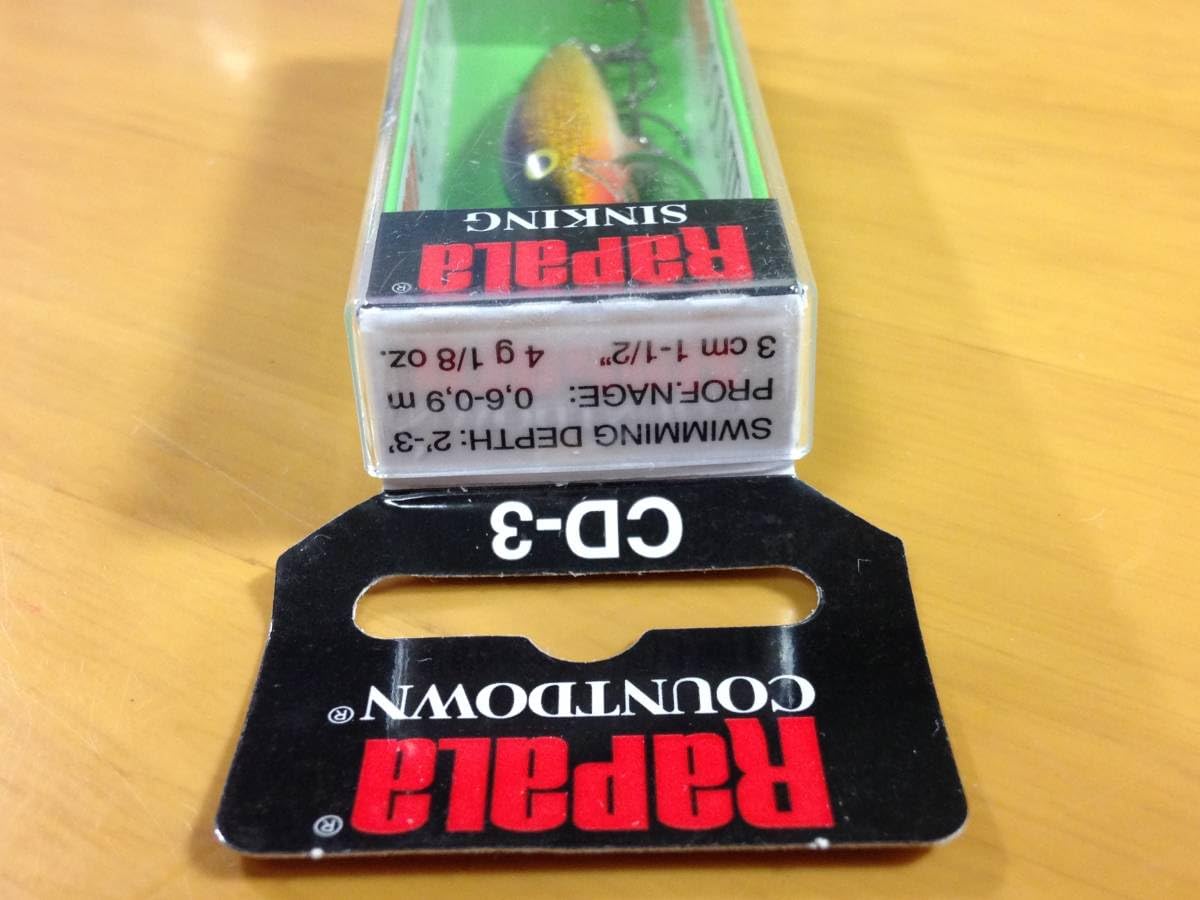 RAPALA®
COUNTDOWN®
CD-3
SWIMMING DEPTH: 2'-3'
PROF.NAGE: 0,6-0,9 m
3 cm 1-1/2" 4 g 1/8 oz.
RAPALA®
SINKING